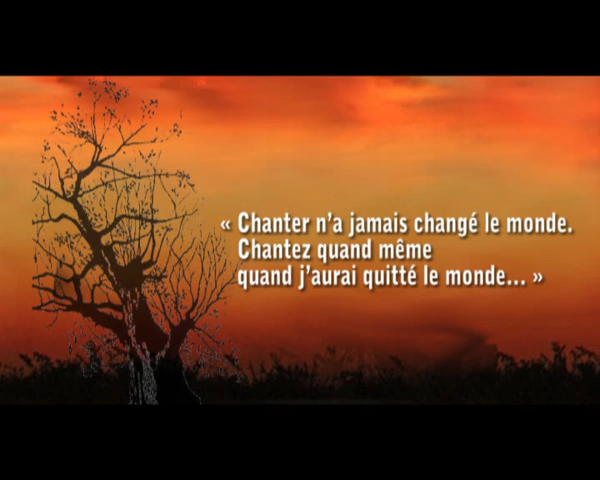 « Chanter n'a jamais changé le monde.
Chantez quand même
quand j'aurai quitté le monde... »